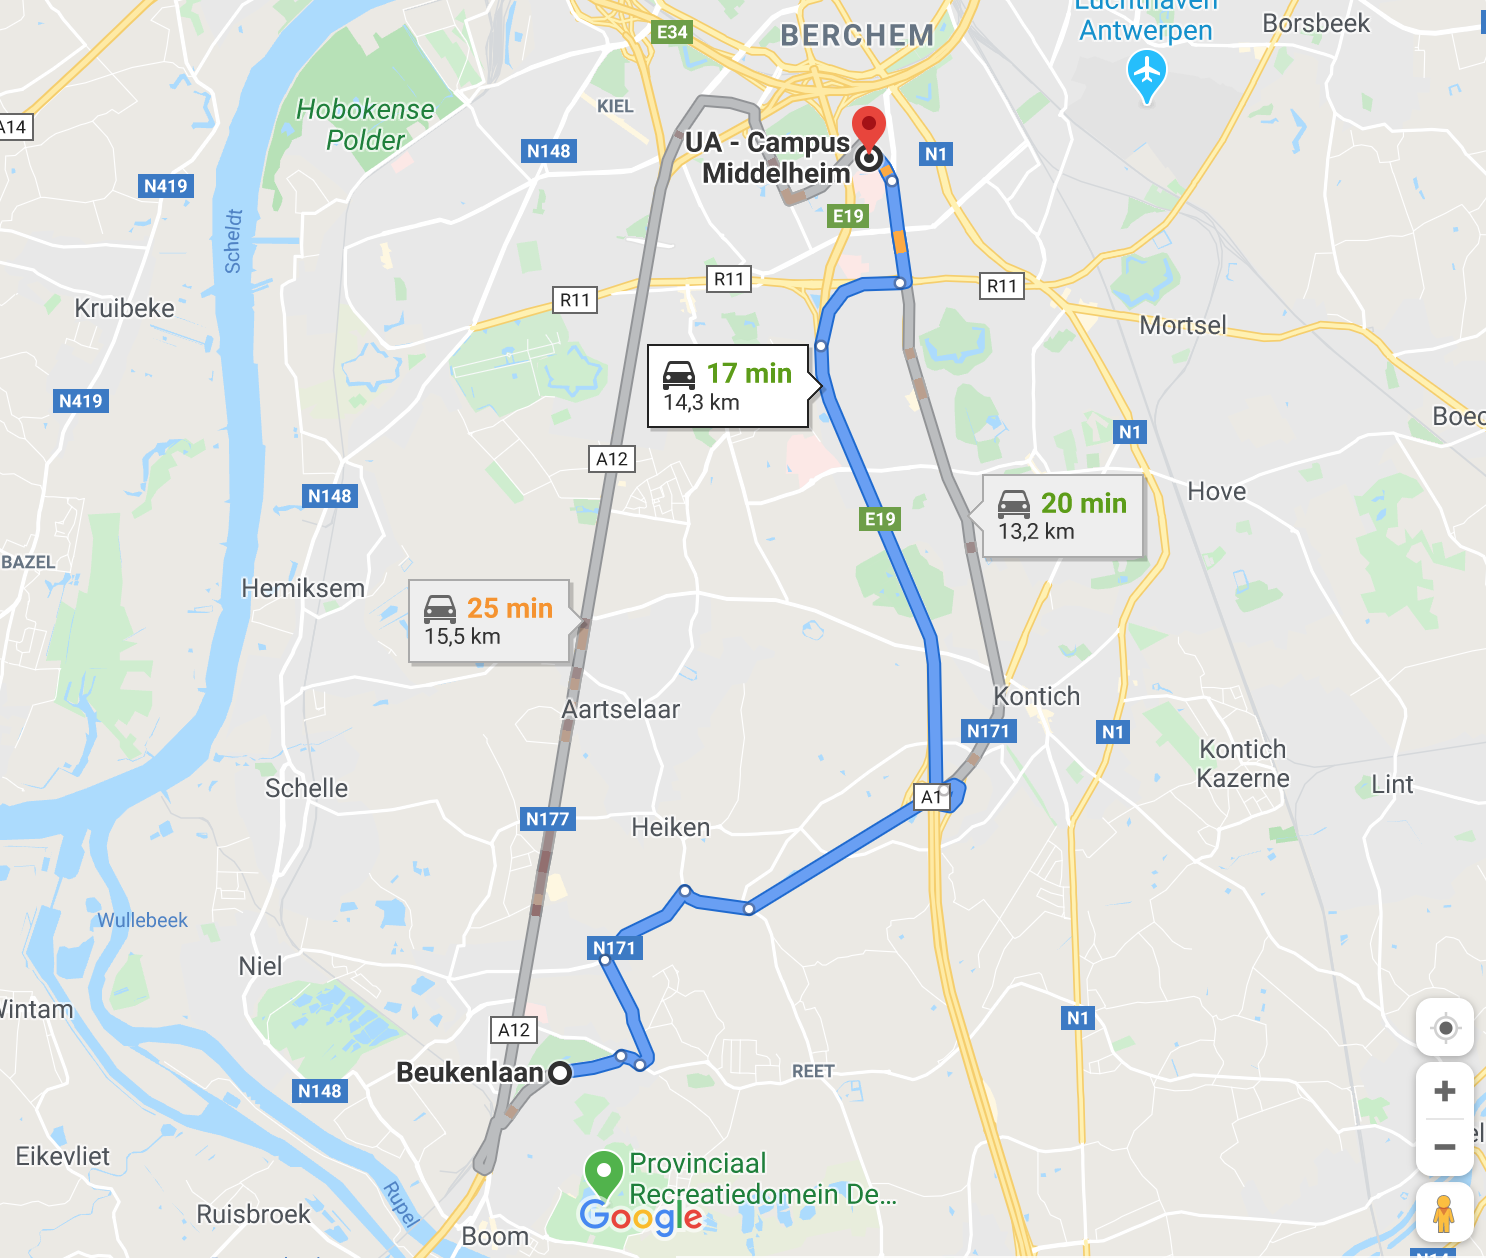 Luchthaven
Antwerpen
Borsbeek
E34
BERCHEM
Hobokense
Polder
KIEL
A14
N148
N1
UA - Campus
Middelheim
N419
E19
Scheldt
R11
R11
R11
Kruibeke
Mortsel
17 min
14,3 km
N419
Boec
N1
A12
N148
Hove
20 min
13,2 km
E19
BAZEL
Hemiksem
25 min
15,5 km
Kontich
Aartselaar
N171
N1
Kontich
Kazerne
Schelle
Lint
A1
N177
Heiken
Wullebeek
N171
Niel
Wintam
N1
A12
Beukenlaan
REET
N148
Eikevliet
Provinciaal
Recreatiedomein De...
Rupel
Ruisbroek
Google
Boom